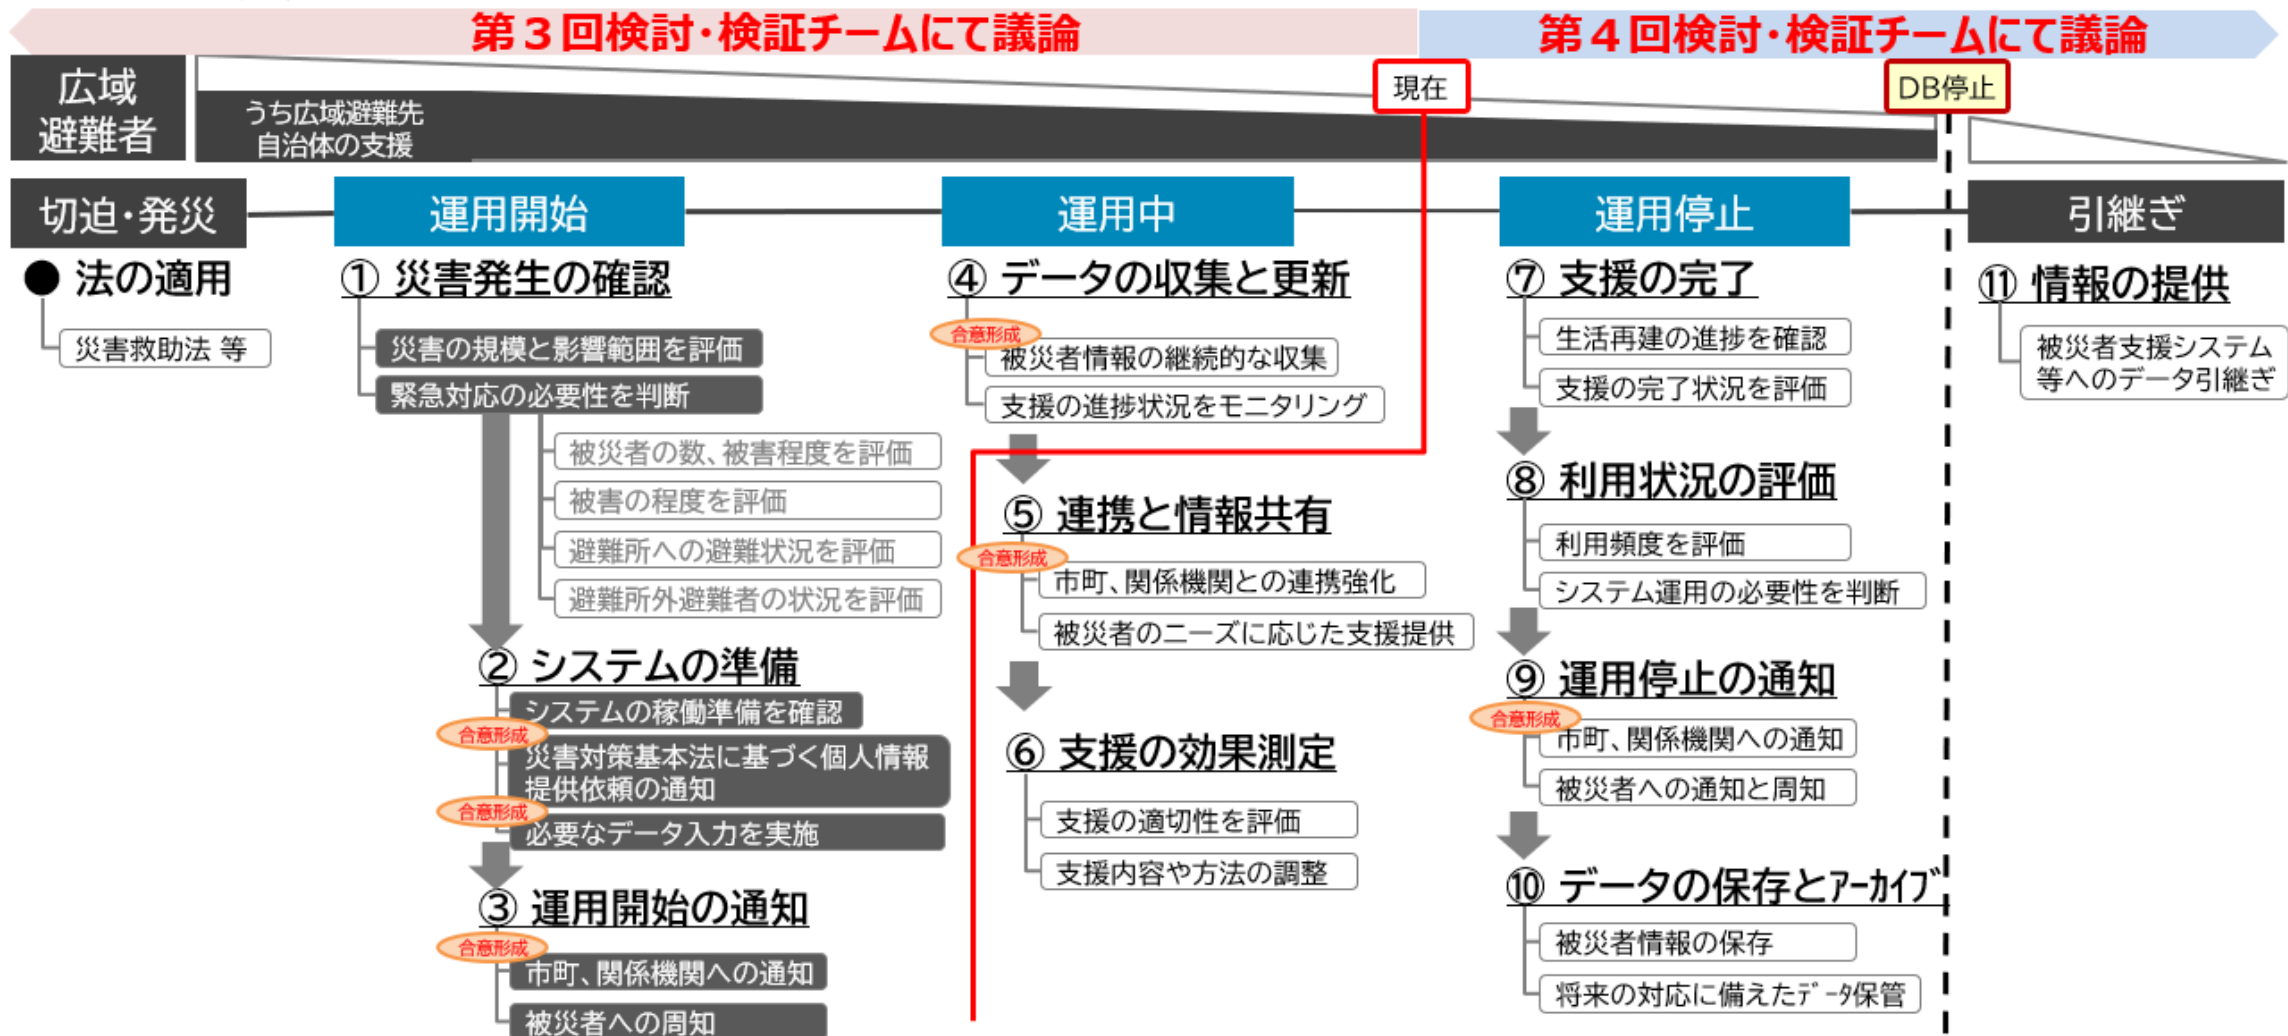 第３回検討･検証チームにて議論
第４回検討･検証チームにて議論
広域
避難者
うち広域避難先
自治体の支援
現在
DB停止
切迫･発災
運用開始
運用中
運用停止
引継ぎ
● 法の適用
災害救助法 等
① 災害発生の確認
災害の規模と影響範囲を評価
緊急対応の必要性を判断
被災者の数、被害程度を評価
被害の程度を評価
避難所への避難状況を評価
避難所外避難者の状況を評価
② システムの準備
システムの稼働準備を確認
合意形成
災害対策基本法に基づく個人情報
提供依頼の通知
合意形成
必要なデータ入力を実施
③ 運用開始の通知
合意形成
市町、関係機関への通知
被災者への周知
④ データの収集と更新
合意形成
被災者情報の継続的な収集
支援の進捗状況をモニタリング
⑤ 連携と情報共有
合意形成
市町、関係機関との連携強化
被災者のニーズに応じた支援提供
⑥ 支援の効果測定
支援の適切性を評価
支援内容や方法の調整
⑦ 支援の完了
生活再建の進捗を確認
支援の完了状況を評価
⑧ 利用状況の評価
利用頻度を評価
システム運用の必要性を判断
⑨ 運用停止の通知
合意形成
市町、関係機関への通知
被災者への通知と周知
⑩ データの保存とｱｰｶｲﾌﾞ
被災者情報の保存
将来の対応に備えたﾃﾞｰﾀ保管
⑪ 情報の提供
被災者支援システム
等へのデータ引継ぎ